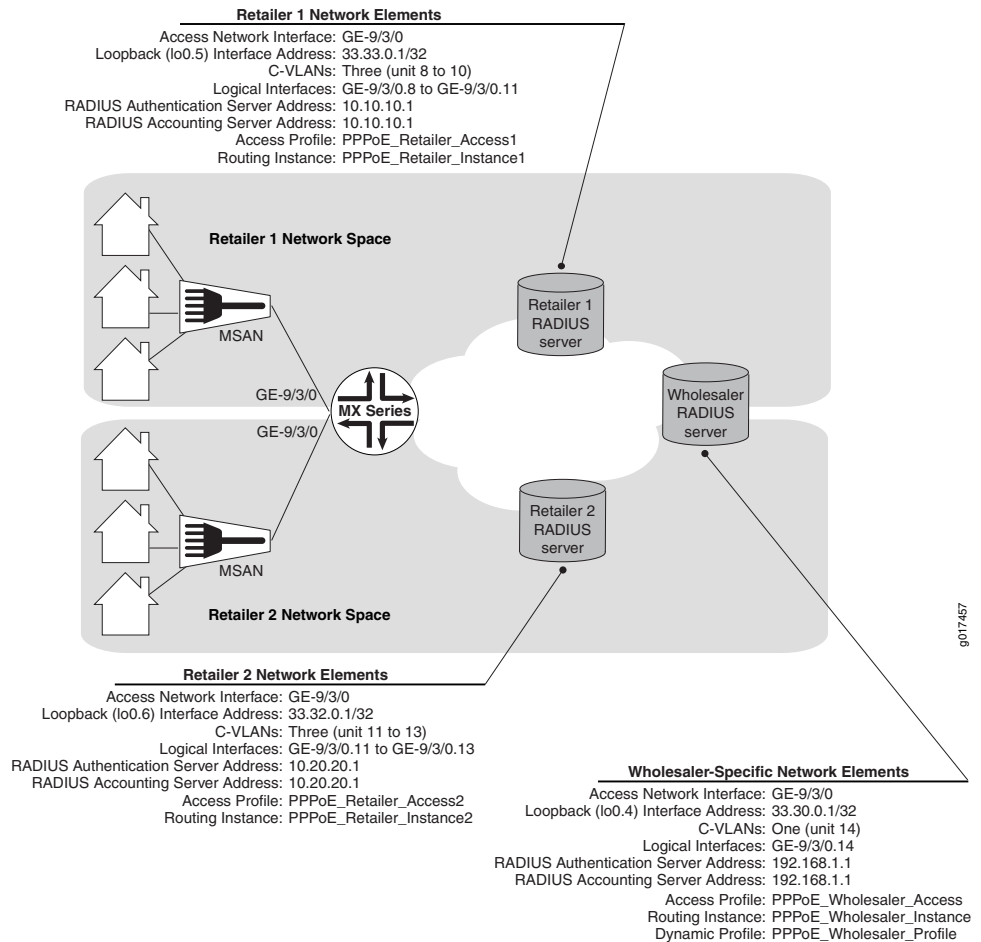 Retailer 1 Network Elements
Access Network Interface: GE-9/3/0
Loopback (lo0.5) Interface Address: 33.33.0.1/32
C-VLANs: Three (unit 8 to 10)
Logical Interfaces: GE-9/3/0.8 to GE-9/3/0.11
RADIUS Authentication Server Address: 10.10.10.1
RADIUS Accounting Server Address: 10.10.10.1
Access Profile: PPPoE_Retailer_Access1
Routing Instance: PPPoE_Retailer_Instance1
Retailer 1 Network Space
MSAN
Retailer 1
RADIUS
server
GE-9/3/0
MX Series
GE-9/3/0
Wholesaler
RADIUS
server
Retailer 2
RADIUS
server
MSAN
Retailer 2 Network Space
g017457
Retailer 2 Network Elements
Access Network Interface: GE-9/3/0
Loopback (lo0.6) Interface Address: 33.32.0.1/32
C-VLANs: Three (unit 11 to 13)
Logical Interfaces: GE-9/3/0.11 to GE-9/3/0.13
RADIUS Authentication Server Address: 10.20.20.1
RADIUS Accounting Server Address: 10.20.20.1
Access Profile: PPPoE_Retailer_Access2
Routing Instance: PPPoE_Retailer_Instance2
Wholesaler-Specific Network Elements
Access Network Interface: GE-9/3/0
Loopback (lo0.4) Interface Address: 33.30.0.1/32
C-VLANs: One (unit 14)
Logical Interfaces: GE-9/3/0.14
RADIUS Authentication Server Address: 192.168.1.1
RADIUS Accounting Server Address: 192.168.1.1
Access Profile: PPPoE_Wholesaler_Access
Routing Instance: PPPoE_Wholesaler_Instance
Dynamic Profile: PPPoE_Wholesaler_Profile